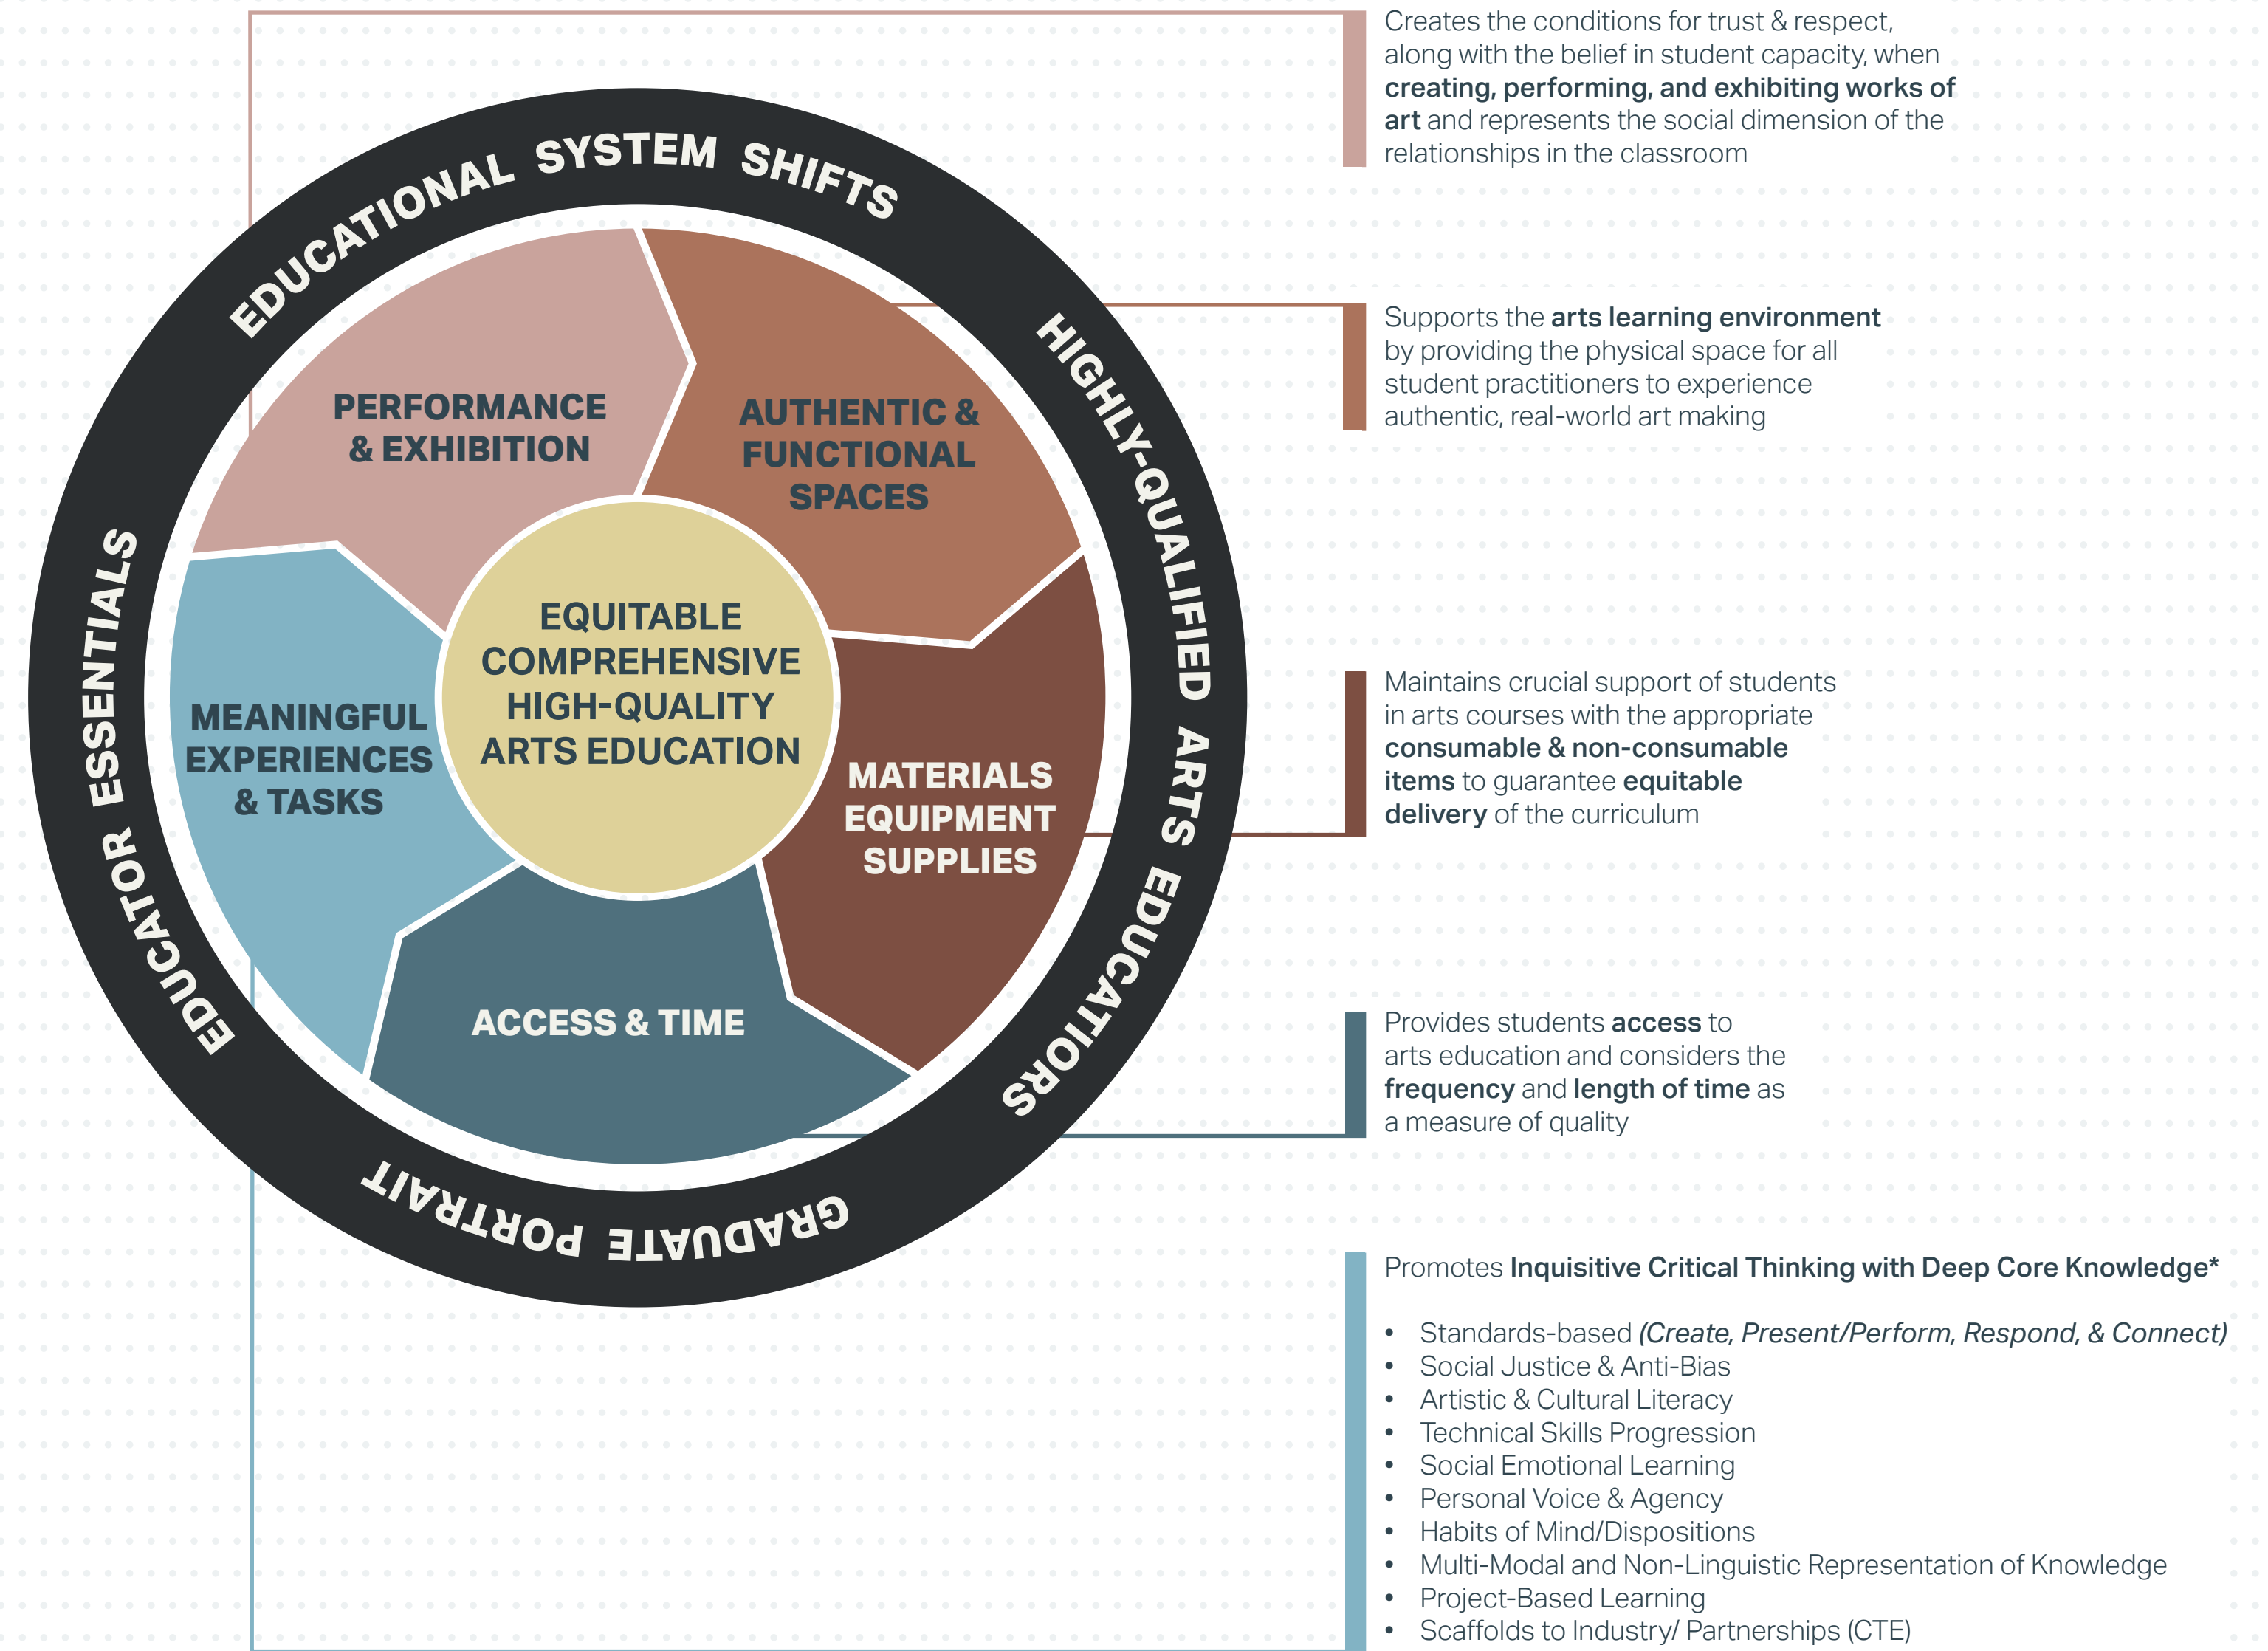 EDUCATIONAL SYSTEM SHIFTS
HIGHLY-QUALIFIED ARTS EDUCATIORS
GRADUATE PORTRAIT
EDUCATOR ESSENTIALS
PERFORMANCE
& EXHIBITION
AUTHENTIC &
FUNCTIONAL
SPACES
MATERIALS
EQUIPMENT
SUPPLIES
ACCESS & TIME
MEANINGFUL
EXPERIENCES
& TASKS
EQUITABLE
COMPREHENSIVE
HIGH-QUALITY
ARTS EDUCATION
Creates the conditions for trust & respect,
along with the belief in student capacity, when
creating, performing, and exhibiting works of
art and represents the social dimension of the
relationships in the classroom
Supports the arts learning environment
by providing the physical space for all
student practitioners to experience
authentic, real-world art making
Maintains crucial support of students
in arts courses with the appropriate
consumable & non-consumable
items to guarantee equitable
delivery of the curriculum
Provides students access to
arts education and considers the
frequency and length of time as
a measure of quality
Promotes Inquisitive Critical Thinking with Deep Core Knowledge*
• Standards-based (Create, Present/Perform, Respond, & Connect)
• Social Justice & Anti-Bias
• Artistic & Cultural Literacy
• Technical Skills Progression
• Social Emotional Learning
• Personal Voice & Agency
• Habits of Mind/Dispositions
• Multi-Modal and Non-Linguistic Representation of Knowledge
• Project-Based Learning
• Scaffolds to Industry/ Partnerships (CTE)